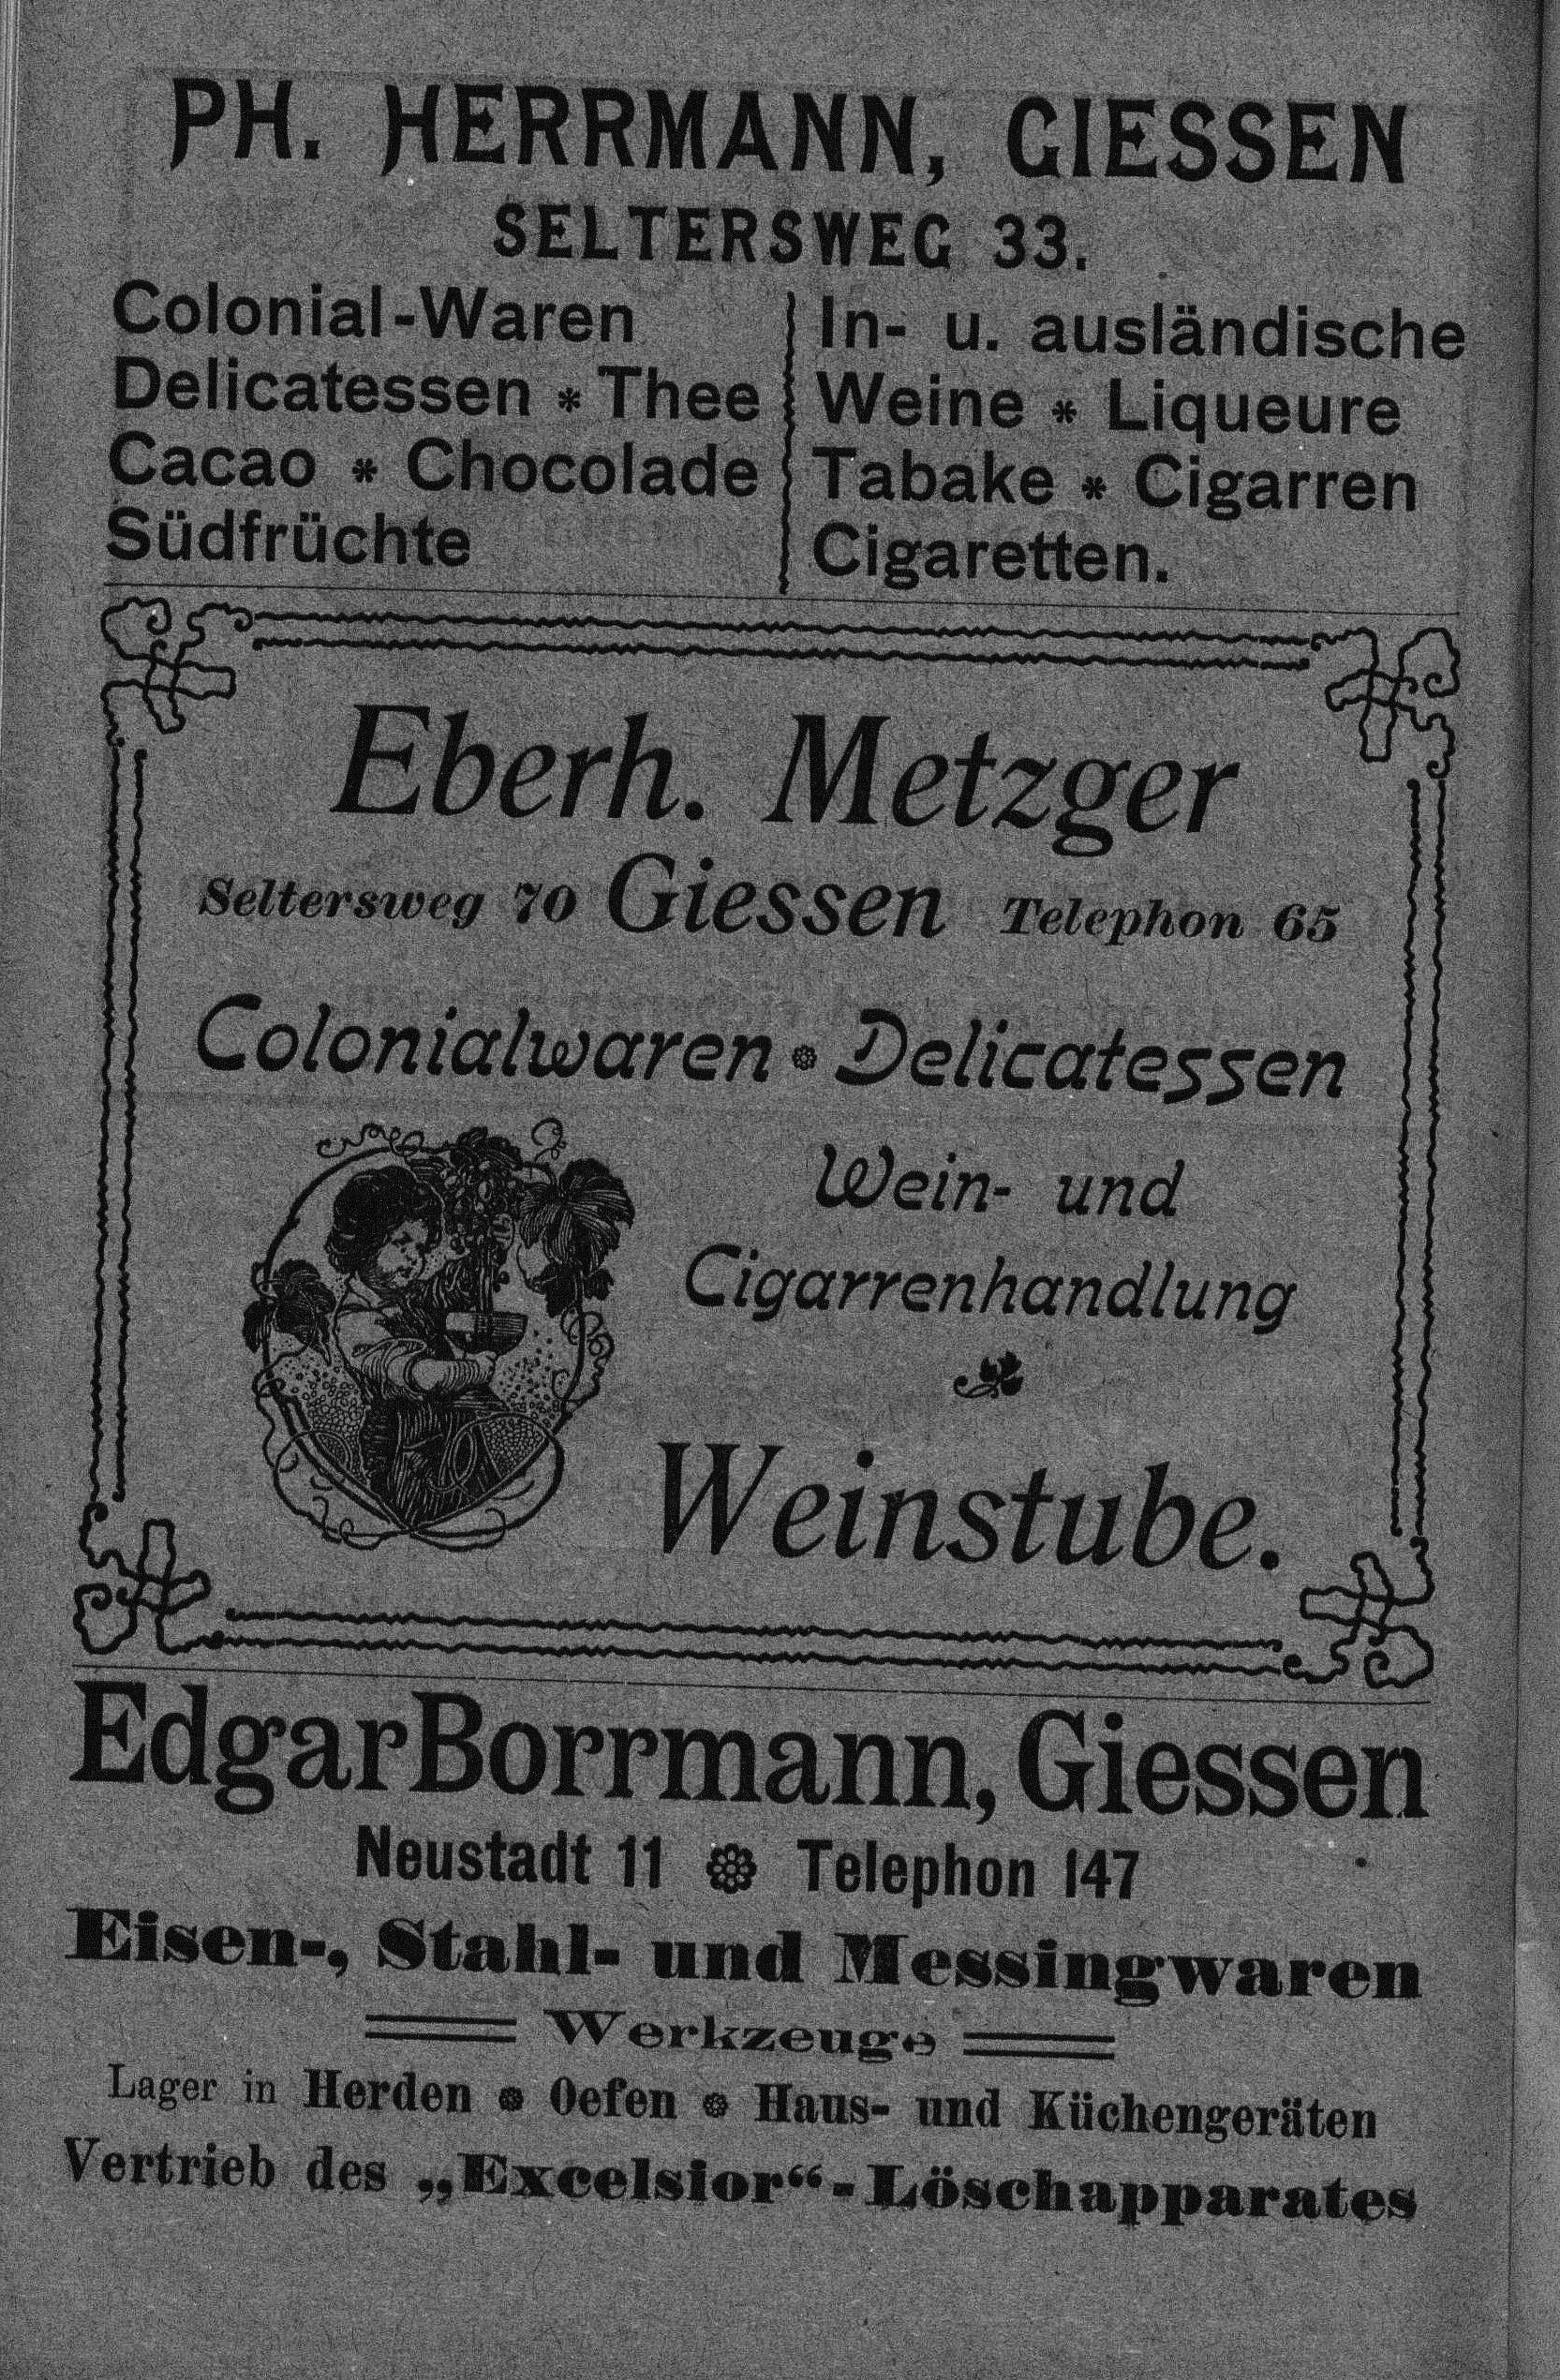 PH. HERRMANN, GIESSEN
SELTERSWEG 33.
Colonial-Waren
Delicatessen * Thee
Cacao * Chocolade
Südfrüchte
In- u. ausländische
Weine * Liqueure
Tabake * Cigarren
Cigaretten.
Eberh. Metzger
Seltersweg 70 Giessen Telephon 65
Colonialwaren Delicatessen
Wein- und
Cigarrenhandlung
Weinstube.
Edgar Borrmann, Giessen
Neustadt 11 Telephon 147
Eisen-, Stahl- und Messingwaren
Werkzeuge
Lager in Herden Oefen Haus- und Küchengeräten
Vertrieb des „Excelsior“-Löschapparates